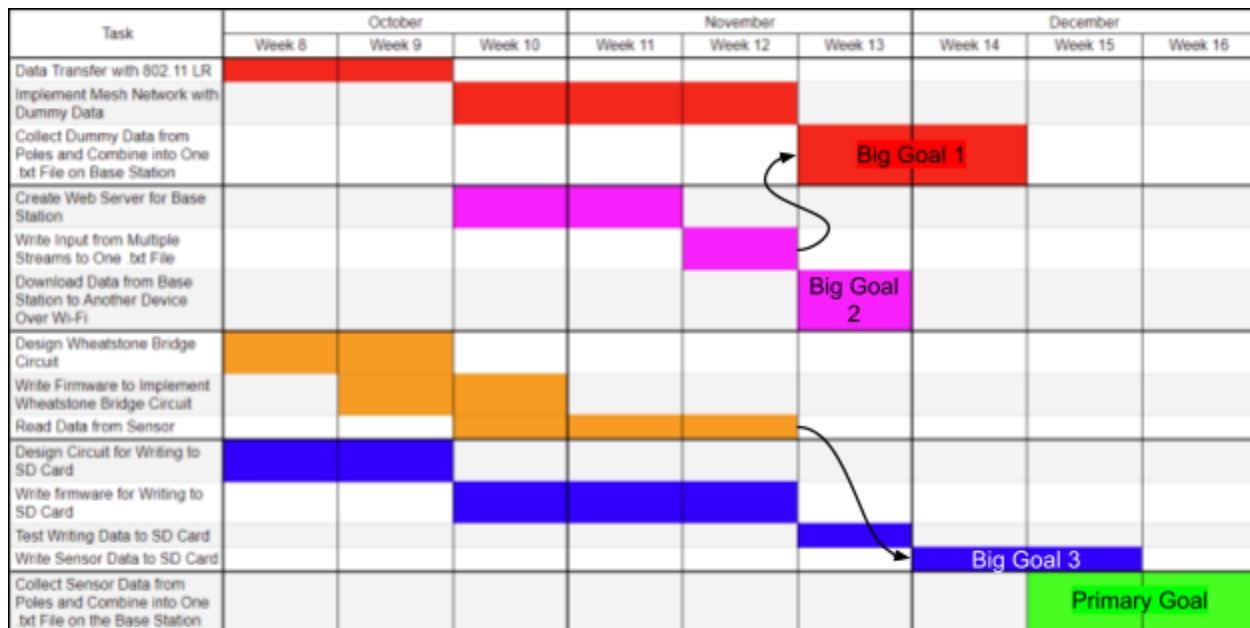 Task
October
November
December
Week 8
Week 9
Week 10
Week 11
Week 12
Week 13
Week 14
Week 15
Week 16
Data Transfer with 802.11 LR
Implement Mesh Network with
Dummy Data
Collect Dummy Data from
Poles and Combine into One
.txt File on Base Station
Big Goal 1
Create Web Server for Base
Station
Write Input from Multiple
Streams to One .txt File
Download Data from Base
Station to Another Device
Over Wi-Fi
Big Goal
2
Design Wheatstone Bridge
Circuit
Write Firmware to Implement
Wheatstone Bridge Circuit
Read Data from Sensor
Design Circuit for Writing to
SD Card
Write firmware for Writing to
SD Card
Test Writing Data to SD Card
Write Sensor Data to SD Card
Big Goal 3
Collect Sensor Data from
Poles and Combine into One
.txt File on the Base Station
Primary Goal